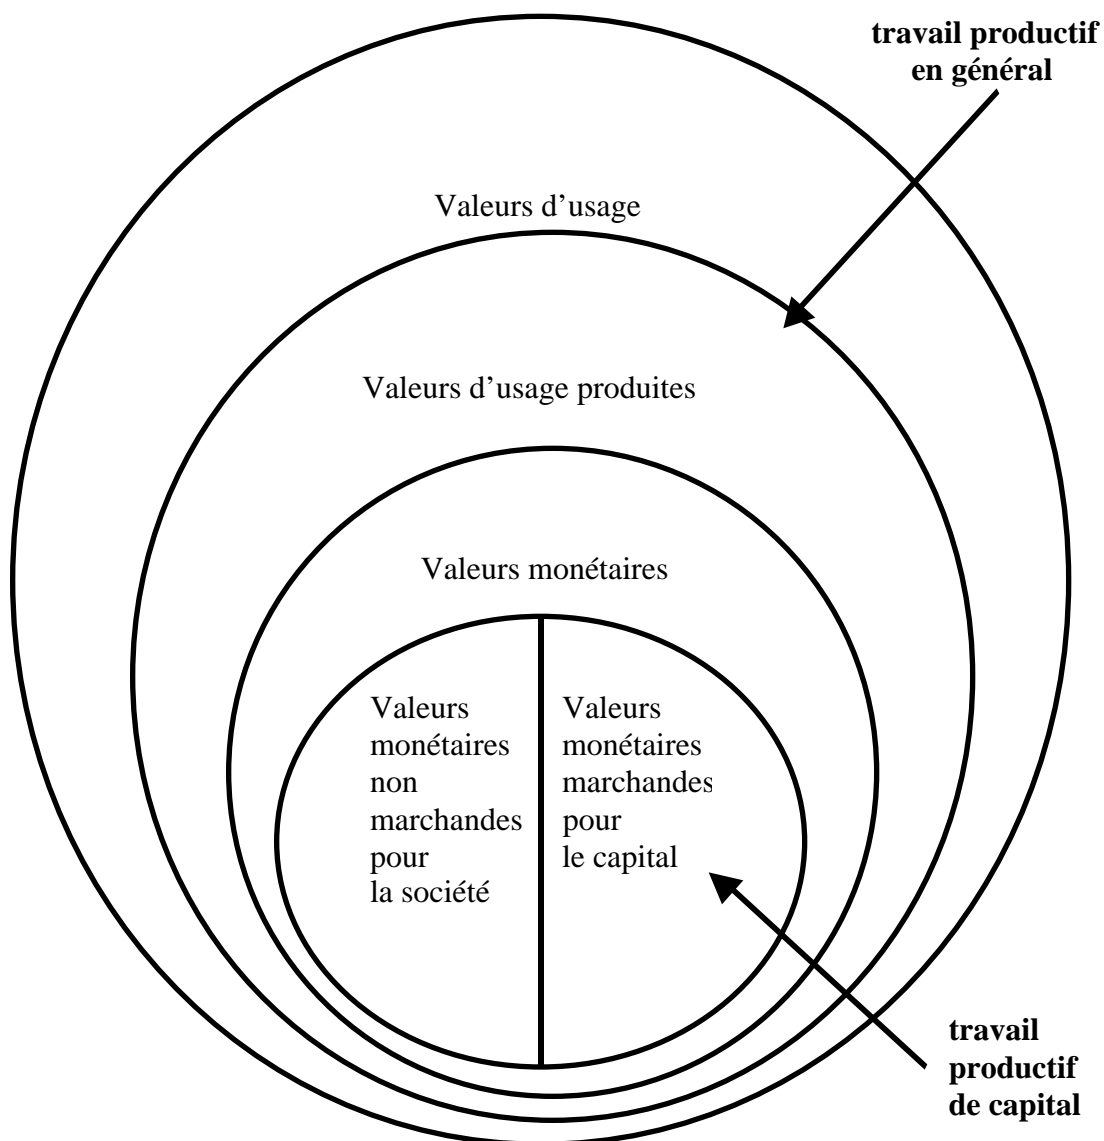 travail productif
en général
Valeurs d’usage
Valeurs d’usage produites
Valeurs monétaires
Valeurs
monétaires
non
marchandes
pour
la société
Valeurs
monétaires
marchandes
pour
le capital
travail
productif
de capital